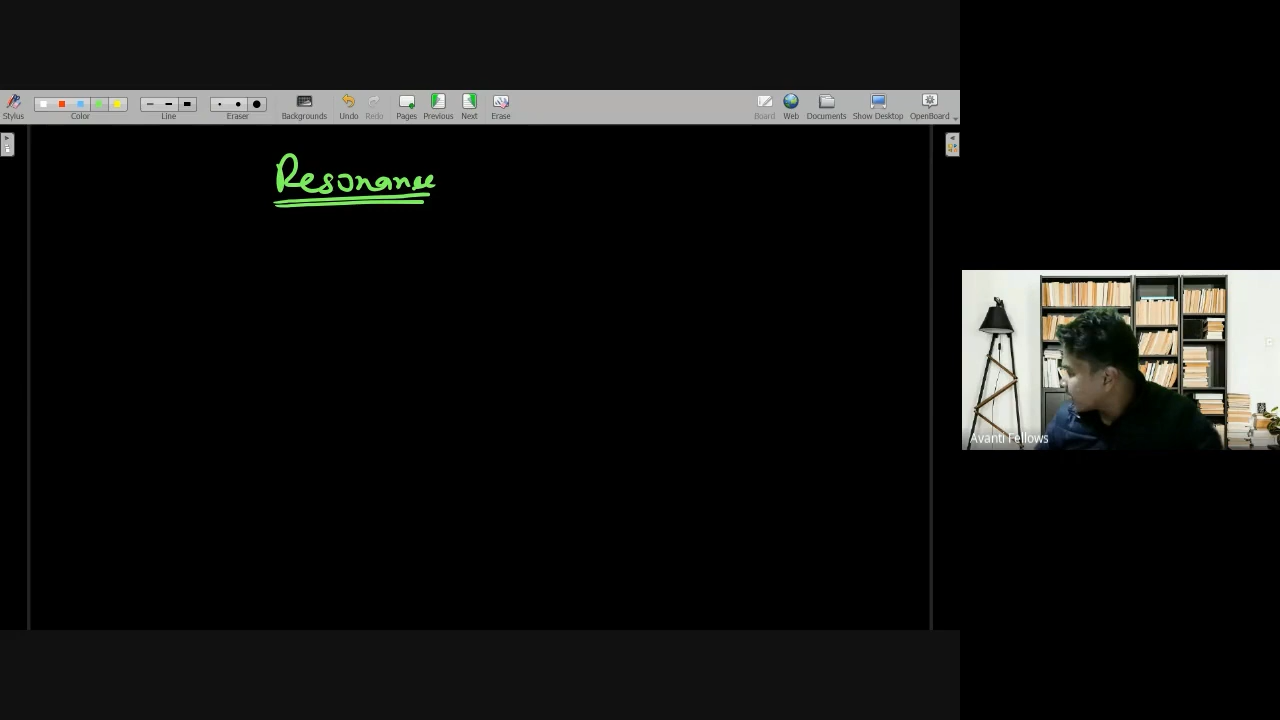 Stylus
Color
Line
Eraser
Backgrounds
Undo
Redo
Pages
Previous
Next
Erase
Board
Web
Documents
Show Desktop
OpenBoard
Resonance
Avanti Fellows